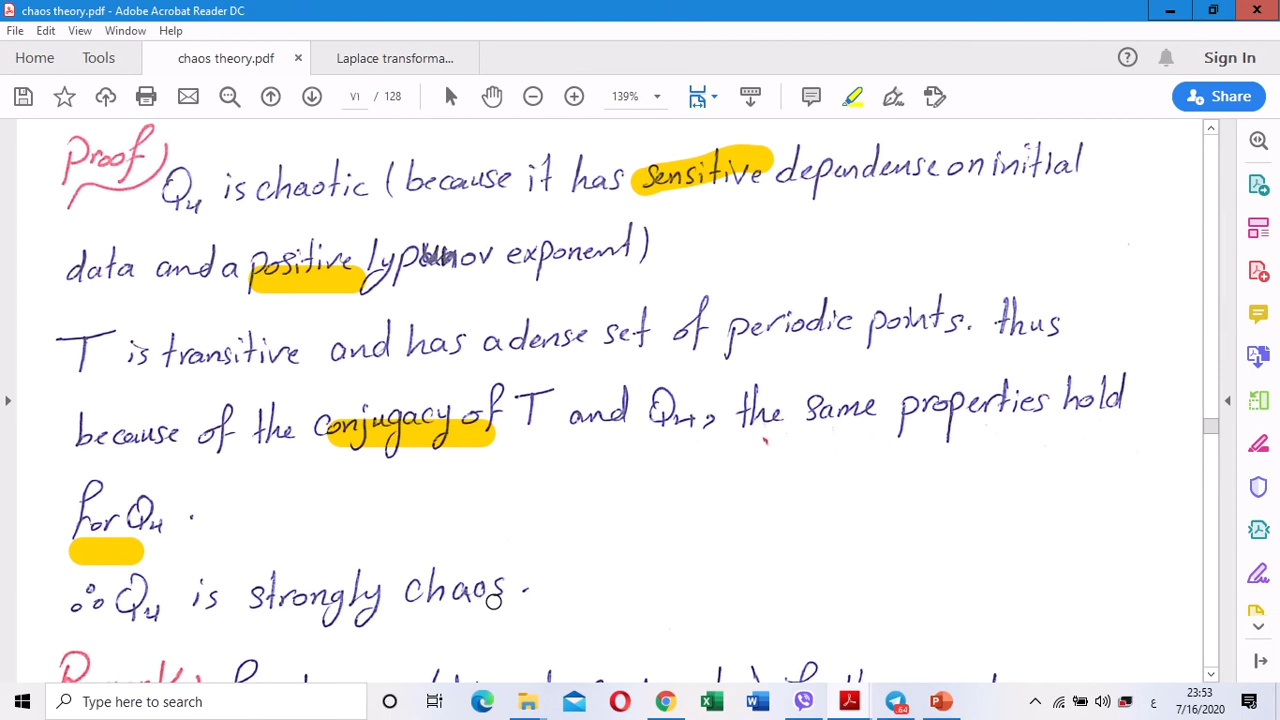 chaos theory.pdf - Adobe Acrobat Reader DC
File Edit View Window Help
Home Tools chaos theory.pdf × Laplace transforma... ? Sign In
٧١ / 128 139% Share
Proof)
Q4 is chaotic (because it has sensitive dependense on initial
data and a positive exponent)
T is transitive and has a dense set of periodic points. thus
because of the conjugacy of T and Q4, the same properties hold
for Q4 .
∴ Q4 is strongly chaos .
Type here to search
64
ع
23:53
7/16/2020